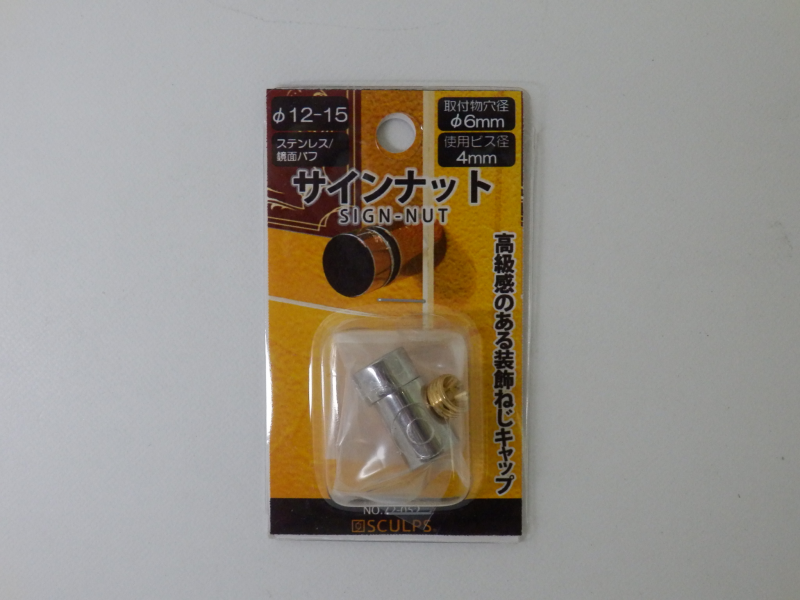 φ12-15
ステンレス/
鏡面バフ
取付物穴径
φ6mm
使用ビス径
4mm
サインナット
SIGN-NUT
高級感のある装飾ねじキャップ
NO.
SCULPS